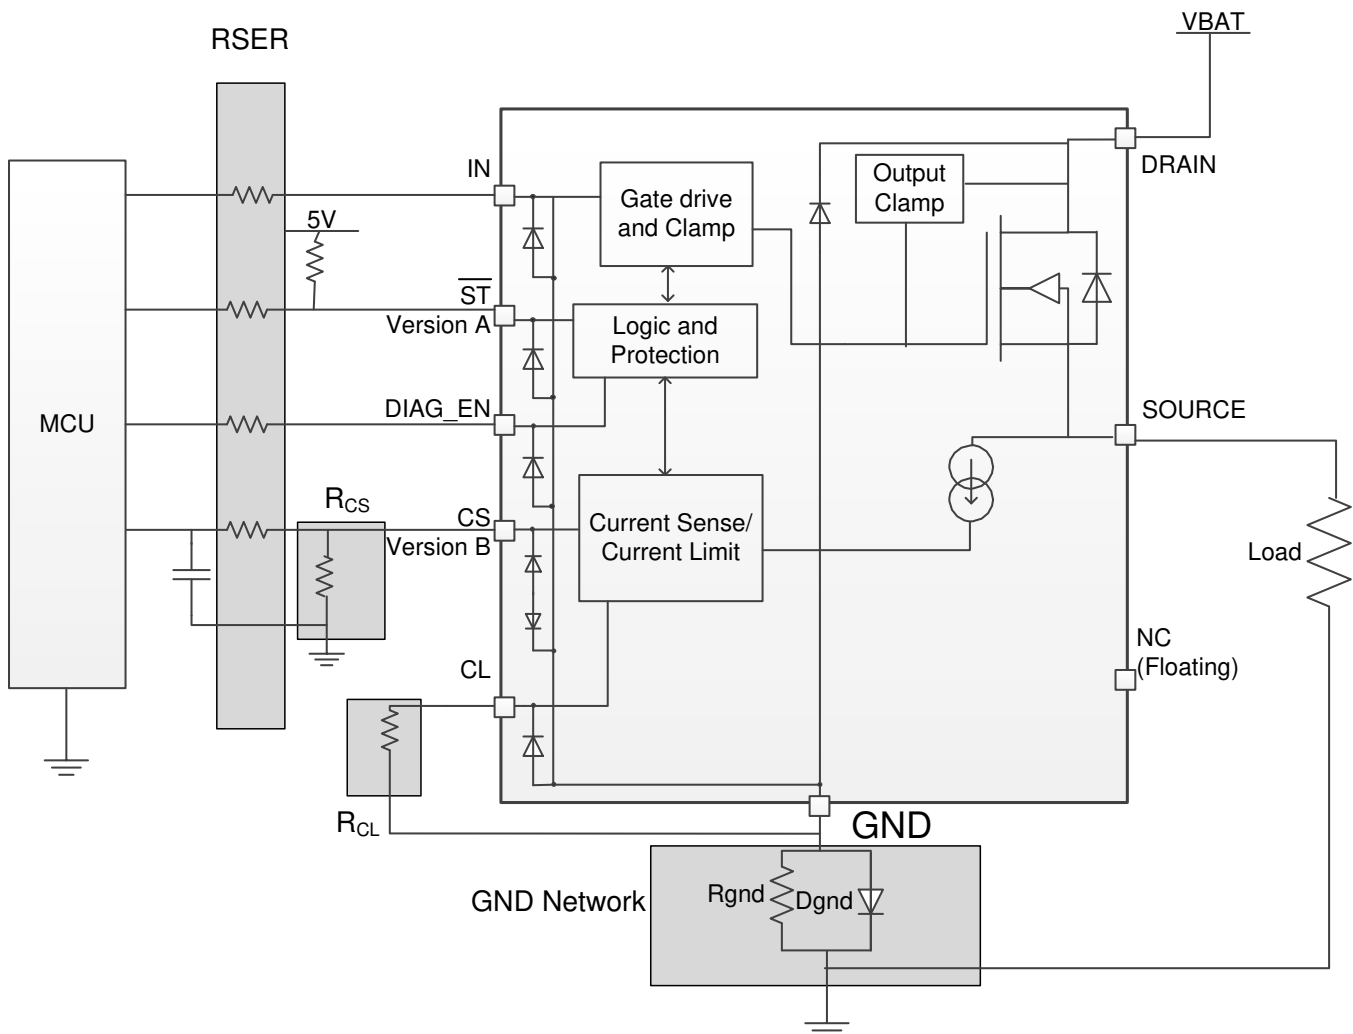 VBAT
RSER
IN
DRAIN
Output
Clamp
Gate drive
and Clamp
5V
ST
Version A
Logic and
Protection
MCU
DIAG_EN
SOURCE
RCS
CS
Version B
Current Sense/
Current Limit
Load
NC
(Floating)
CL
RCL
GND
GND Network
Rgnd
Dgnd